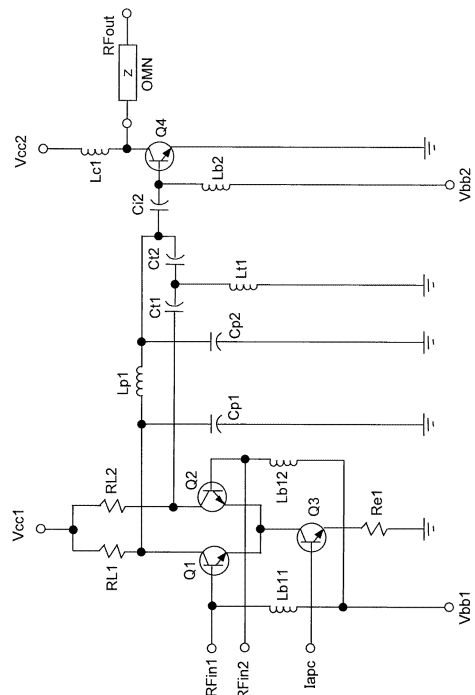 RFout
Z
OMN
Vcc2
Lc1
Q4
Lb2
Vbb2
Ci2
Ct2
Ct1
Lt1
Cp2
Lp1
Cp1
Vcc1
RL2
RL1
Q2
Q1
Lb12
Q3
Re1
Lb11
RFin1
RFin2
Iapc
Vbb1